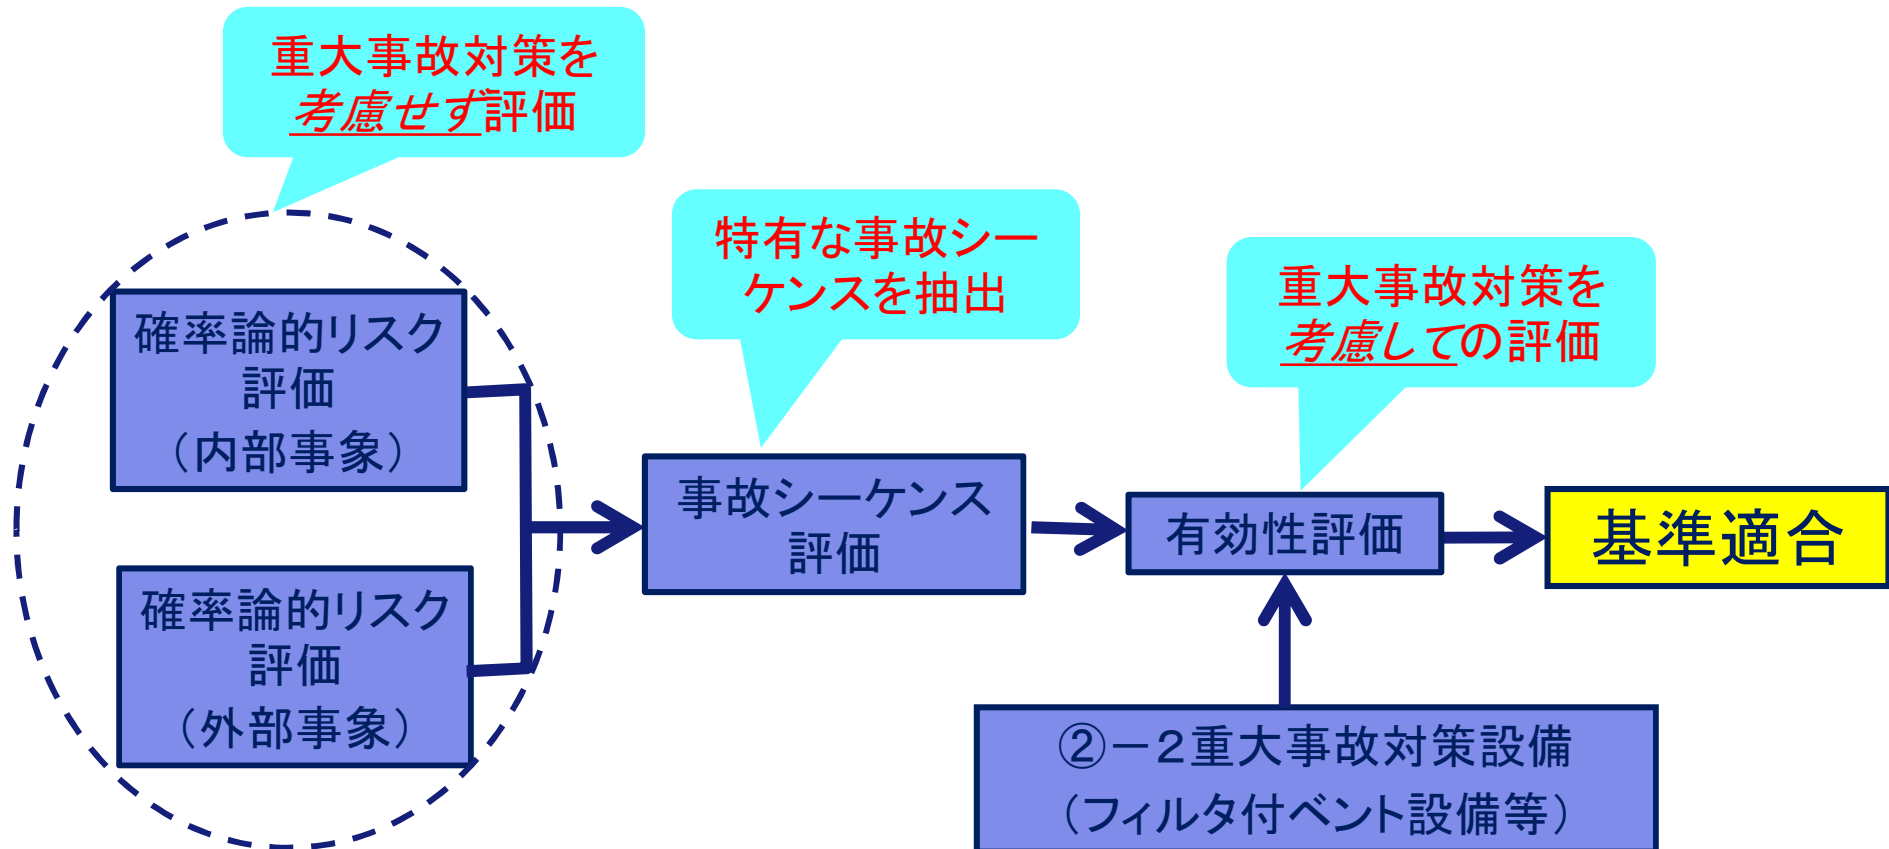 重大事故対策を
考慮せず評価
特有な事故シー
ケンスを抽出
重大事故対策を
考慮しての評価
確率論的リスク
評価
（内部事象）
事故シーケンス
評価
有効性評価
基準適合
確率論的リスク
評価
（外部事象）
②－２重大事故対策設備
（フィルタ付ベント設備等）